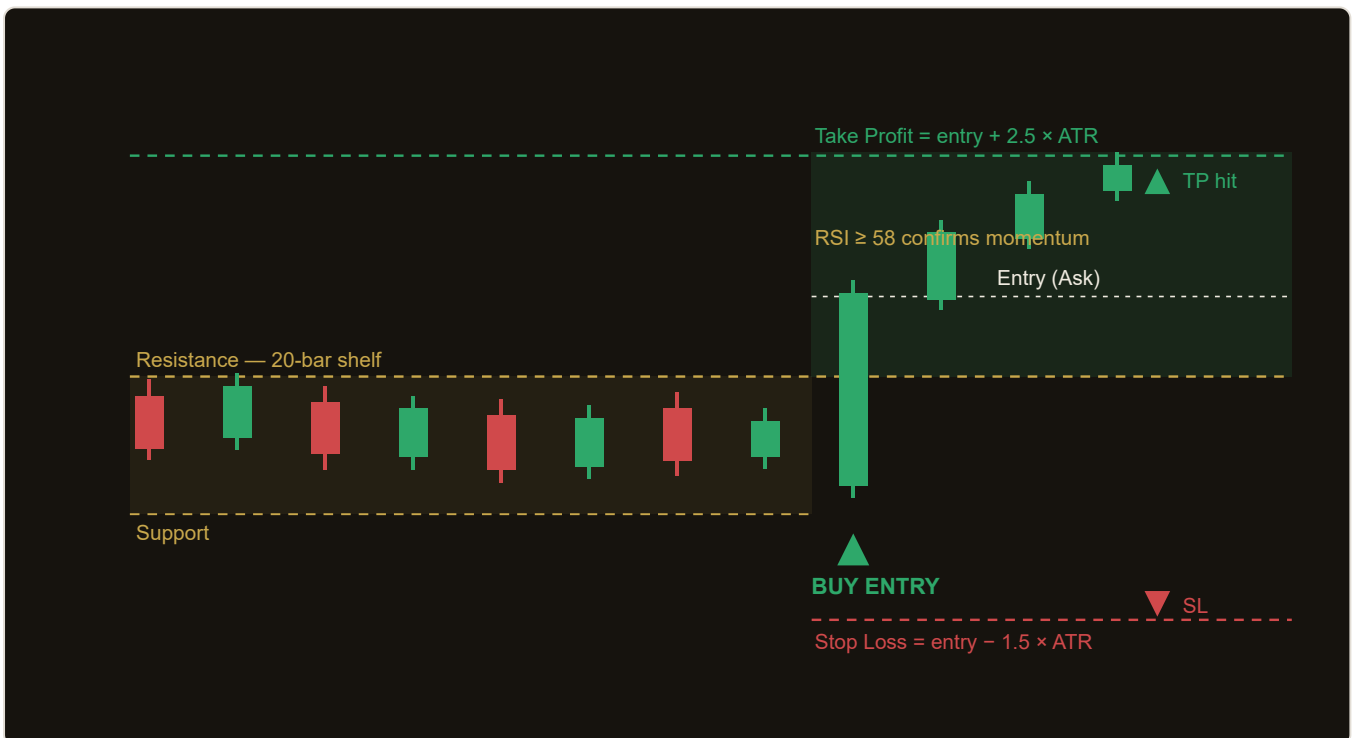 Take Profit = entry + 2.5 × ATR
TP hit
RSI ≥ 58 confirms momentum
Entry (Ask)
Resistance — 20-bar shelf
Support
BUY ENTRY
SL
Stop Loss = entry − 1.5 × ATR